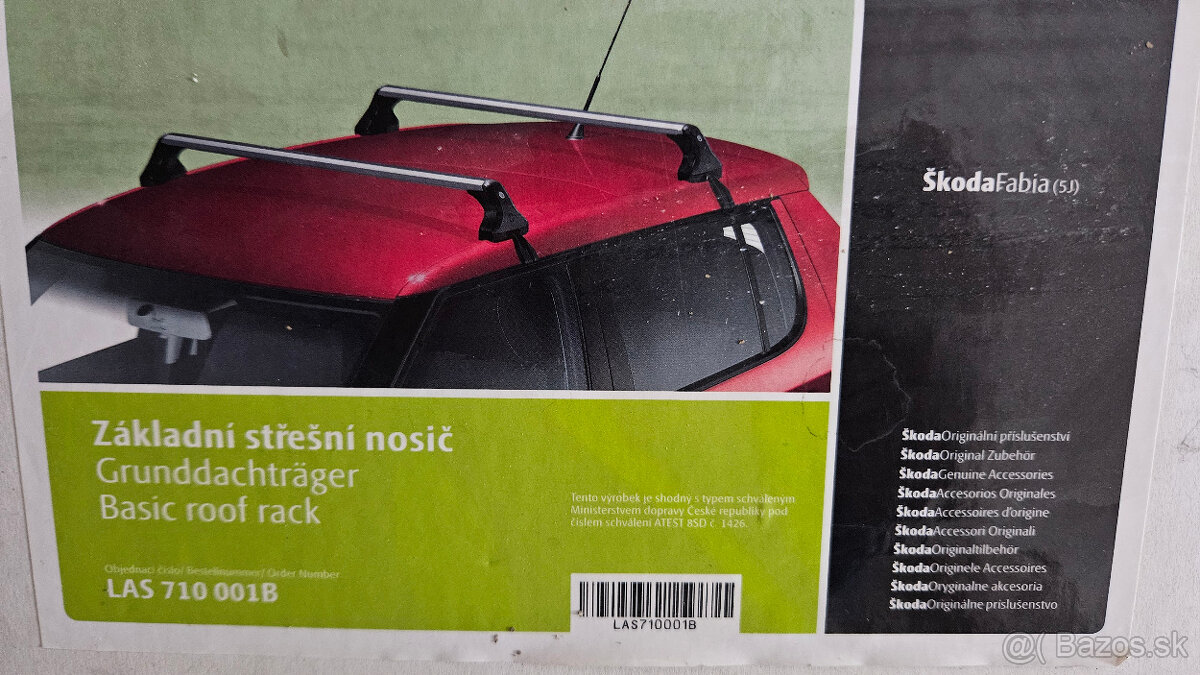 ŠkodaFabia (5J)
Základní střešní nosič
Grunddachträger
Basic roof rack
Tento výrobek je shodný s typem schváleným
Ministerstvem dopravy České republiky pod
číslem schválení ATEST 8SD č. 1426.
Objednací číslo/ Bestellnummer/ Order Number
LAS 710 001B
LAS710001B
ŠkodaOriginální příslušenství
ŠkodaOriginal Zubehör
ŠkodaGenuine Accessories
ŠkodaAccesorios Originales
ŠkodaAccessoires d'origine
ŠkodaAccessori Originali
ŠkodaOriginaltilbehör
ŠkodaOriginele Accessoires
ŠkodaOryginalne akcesoria
ŠkodaOriginálne príslušenstvo
@( Bazos.sk